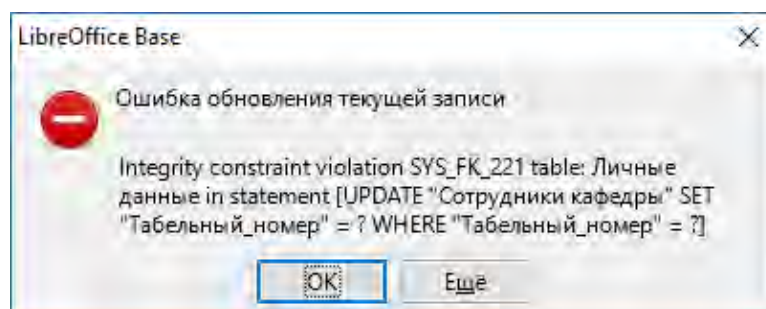 LibreOffice Base
Ошибка обновления текущей записи
Integrity constraint violation SYS_FK_221 table: Личные
данные in statement [UPDATE "Сотрудники кафедры" SET
"Табельный_номер" = ? WHERE "Табельный_номер" = ?]
OK
Ещё